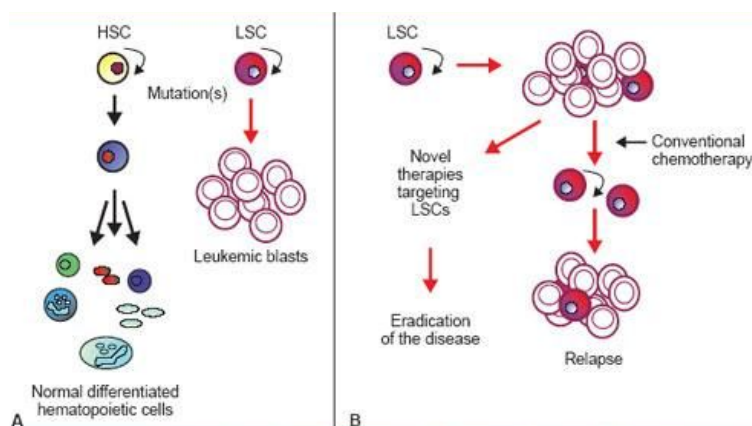 HSC
LSC
Mutation(s)
Leukemic blasts
Normal differentiated
hematopoietic cells
A
LSC
Conventional
chemotherapy
Novel
therapies
targeting
LSCs
Eradication
of the disease
Relapse
B